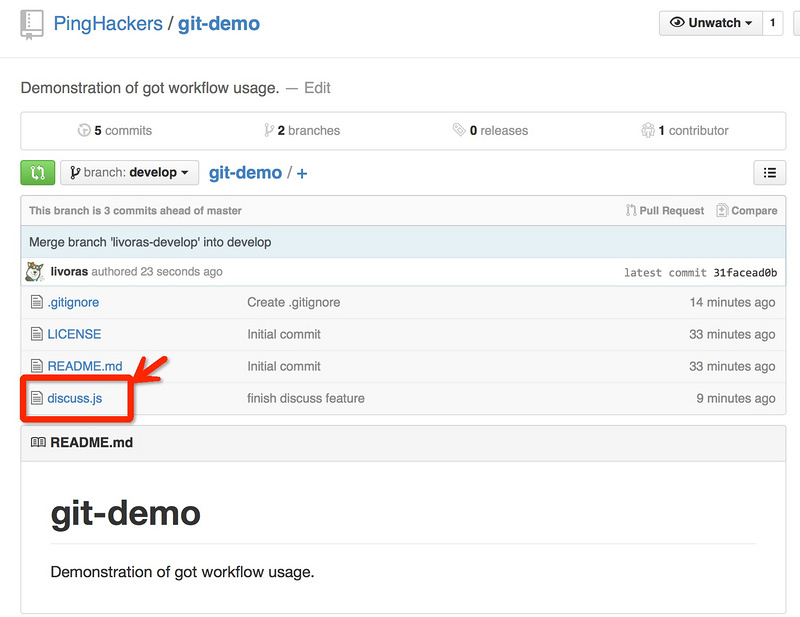 PingHackers / git-demo
Unwatch 1
Demonstration of got workflow usage. — Edit
5 commits 2 branches 0 releases 1 contributor
branch: develop git-demo / +
This branch is 3 commits ahead of master Pull Request Compare
Merge branch 'livoras-develop' into develop
livoras authored 23 seconds ago latest commit 31facead0b
.gitignore Create .gitignore 14 minutes ago
LICENSE Initial commit 33 minutes ago
README.md Initial commit 33 minutes ago
discuss.js finish discuss feature 9 minutes ago
README.md
git-demo
Demonstration of got workflow usage.